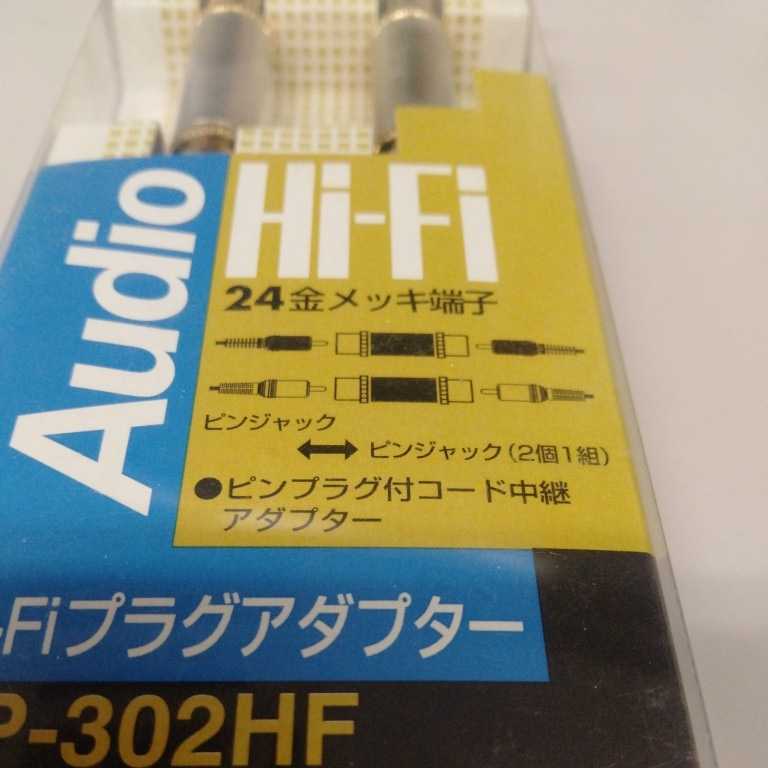 Audio
Hi-Fi
24金メッキ端子
ピンジャック
ピンジャック(2個1組)
●ピンプラグ付コード中継
アダプター
-Fiプラグアダプター
P-302HF